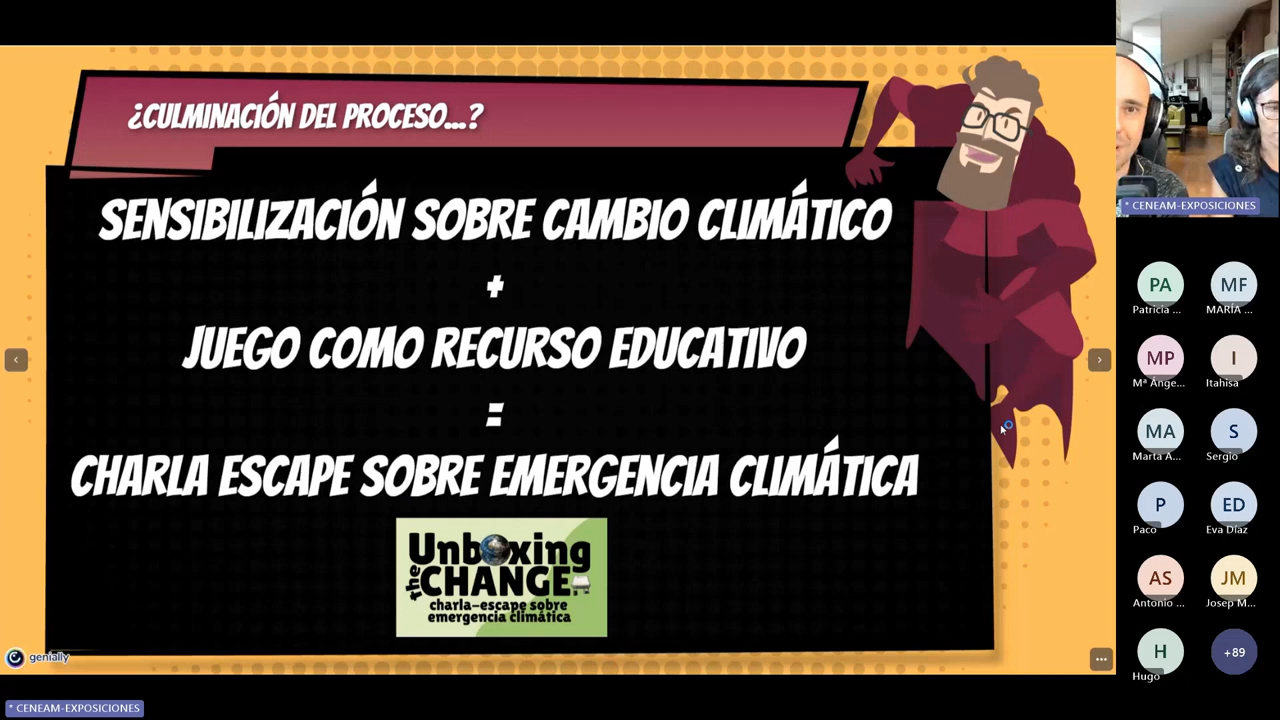 ¿CULMINACIÓN DEL PROCESO...?
SENSIBILIZACIÓN SOBRE CAMBIO CLIMÁTICO
+
JUEGO COMO RECURSO EDUCATIVO
=
CHARLA ESCAPE SOBRE EMERGENCIA CLIMÁTICA
Unboxing
the CHANGE
charla-escape sobre
emergencia climática
genially
* CENEAM-EXPOSICIONES
* CENEAM-EXPOSICIONES
PA MF
Patricia ... MARÍA ...
MP I
Mª Ánge... Itahisa
MA S
Marta A... Sergio
P ED
Paco Eva Díaz
AS JM
Antonio ... Josep M...
H +89
Hugo